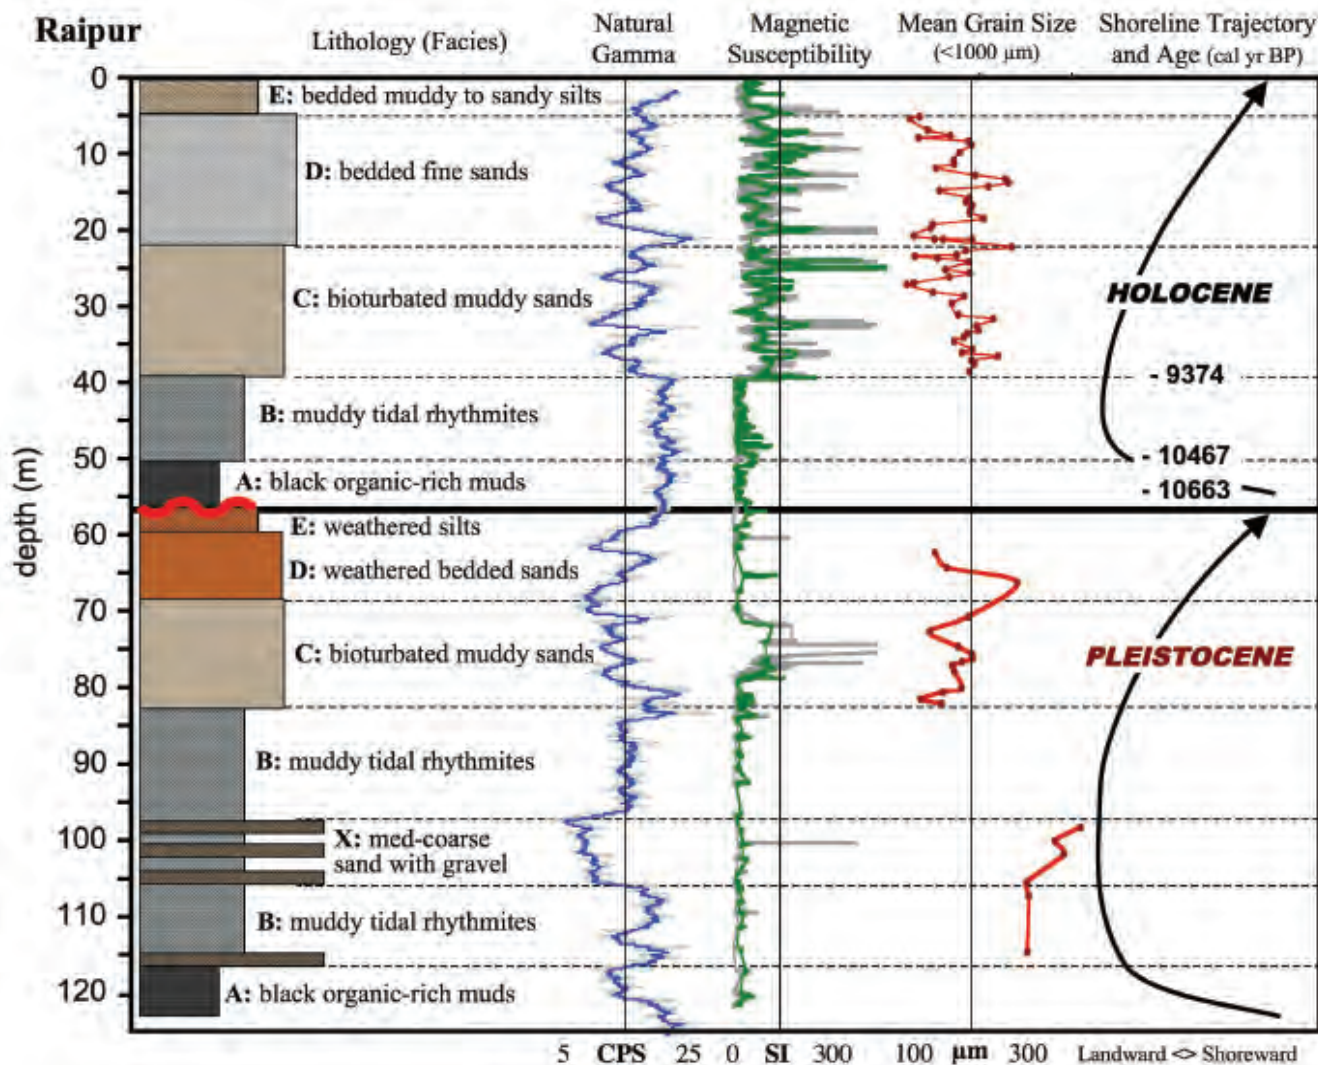 Raipur
Lithology (Facies)
Natural
Gamma
Magnetic
Susceptibility
Mean Grain Size
(<1000 µm)
Shoreline Trajectory
and Age (cal yr BP)
depth (m)
0
10
20
30
40
50
60
70
80
90
100
110
120
E: bedded muddy to sandy silts
D: bedded fine sands
C: bioturbated muddy sands
B: muddy tidal rhythmites
A: black organic-rich muds
E: weathered silts
D: weathered bedded sands
C: bioturbated muddy sands
B: muddy tidal rhythmites
X: med-coarse
sand with gravel
B: muddy tidal rhythmites
A: black organic-rich muds
HOLOCENE
- 9374
- 10467
- 10663
PLEISTOCENE
5 CPS 25
0 SI 300
100 µm 300
Landward <> Shoreward